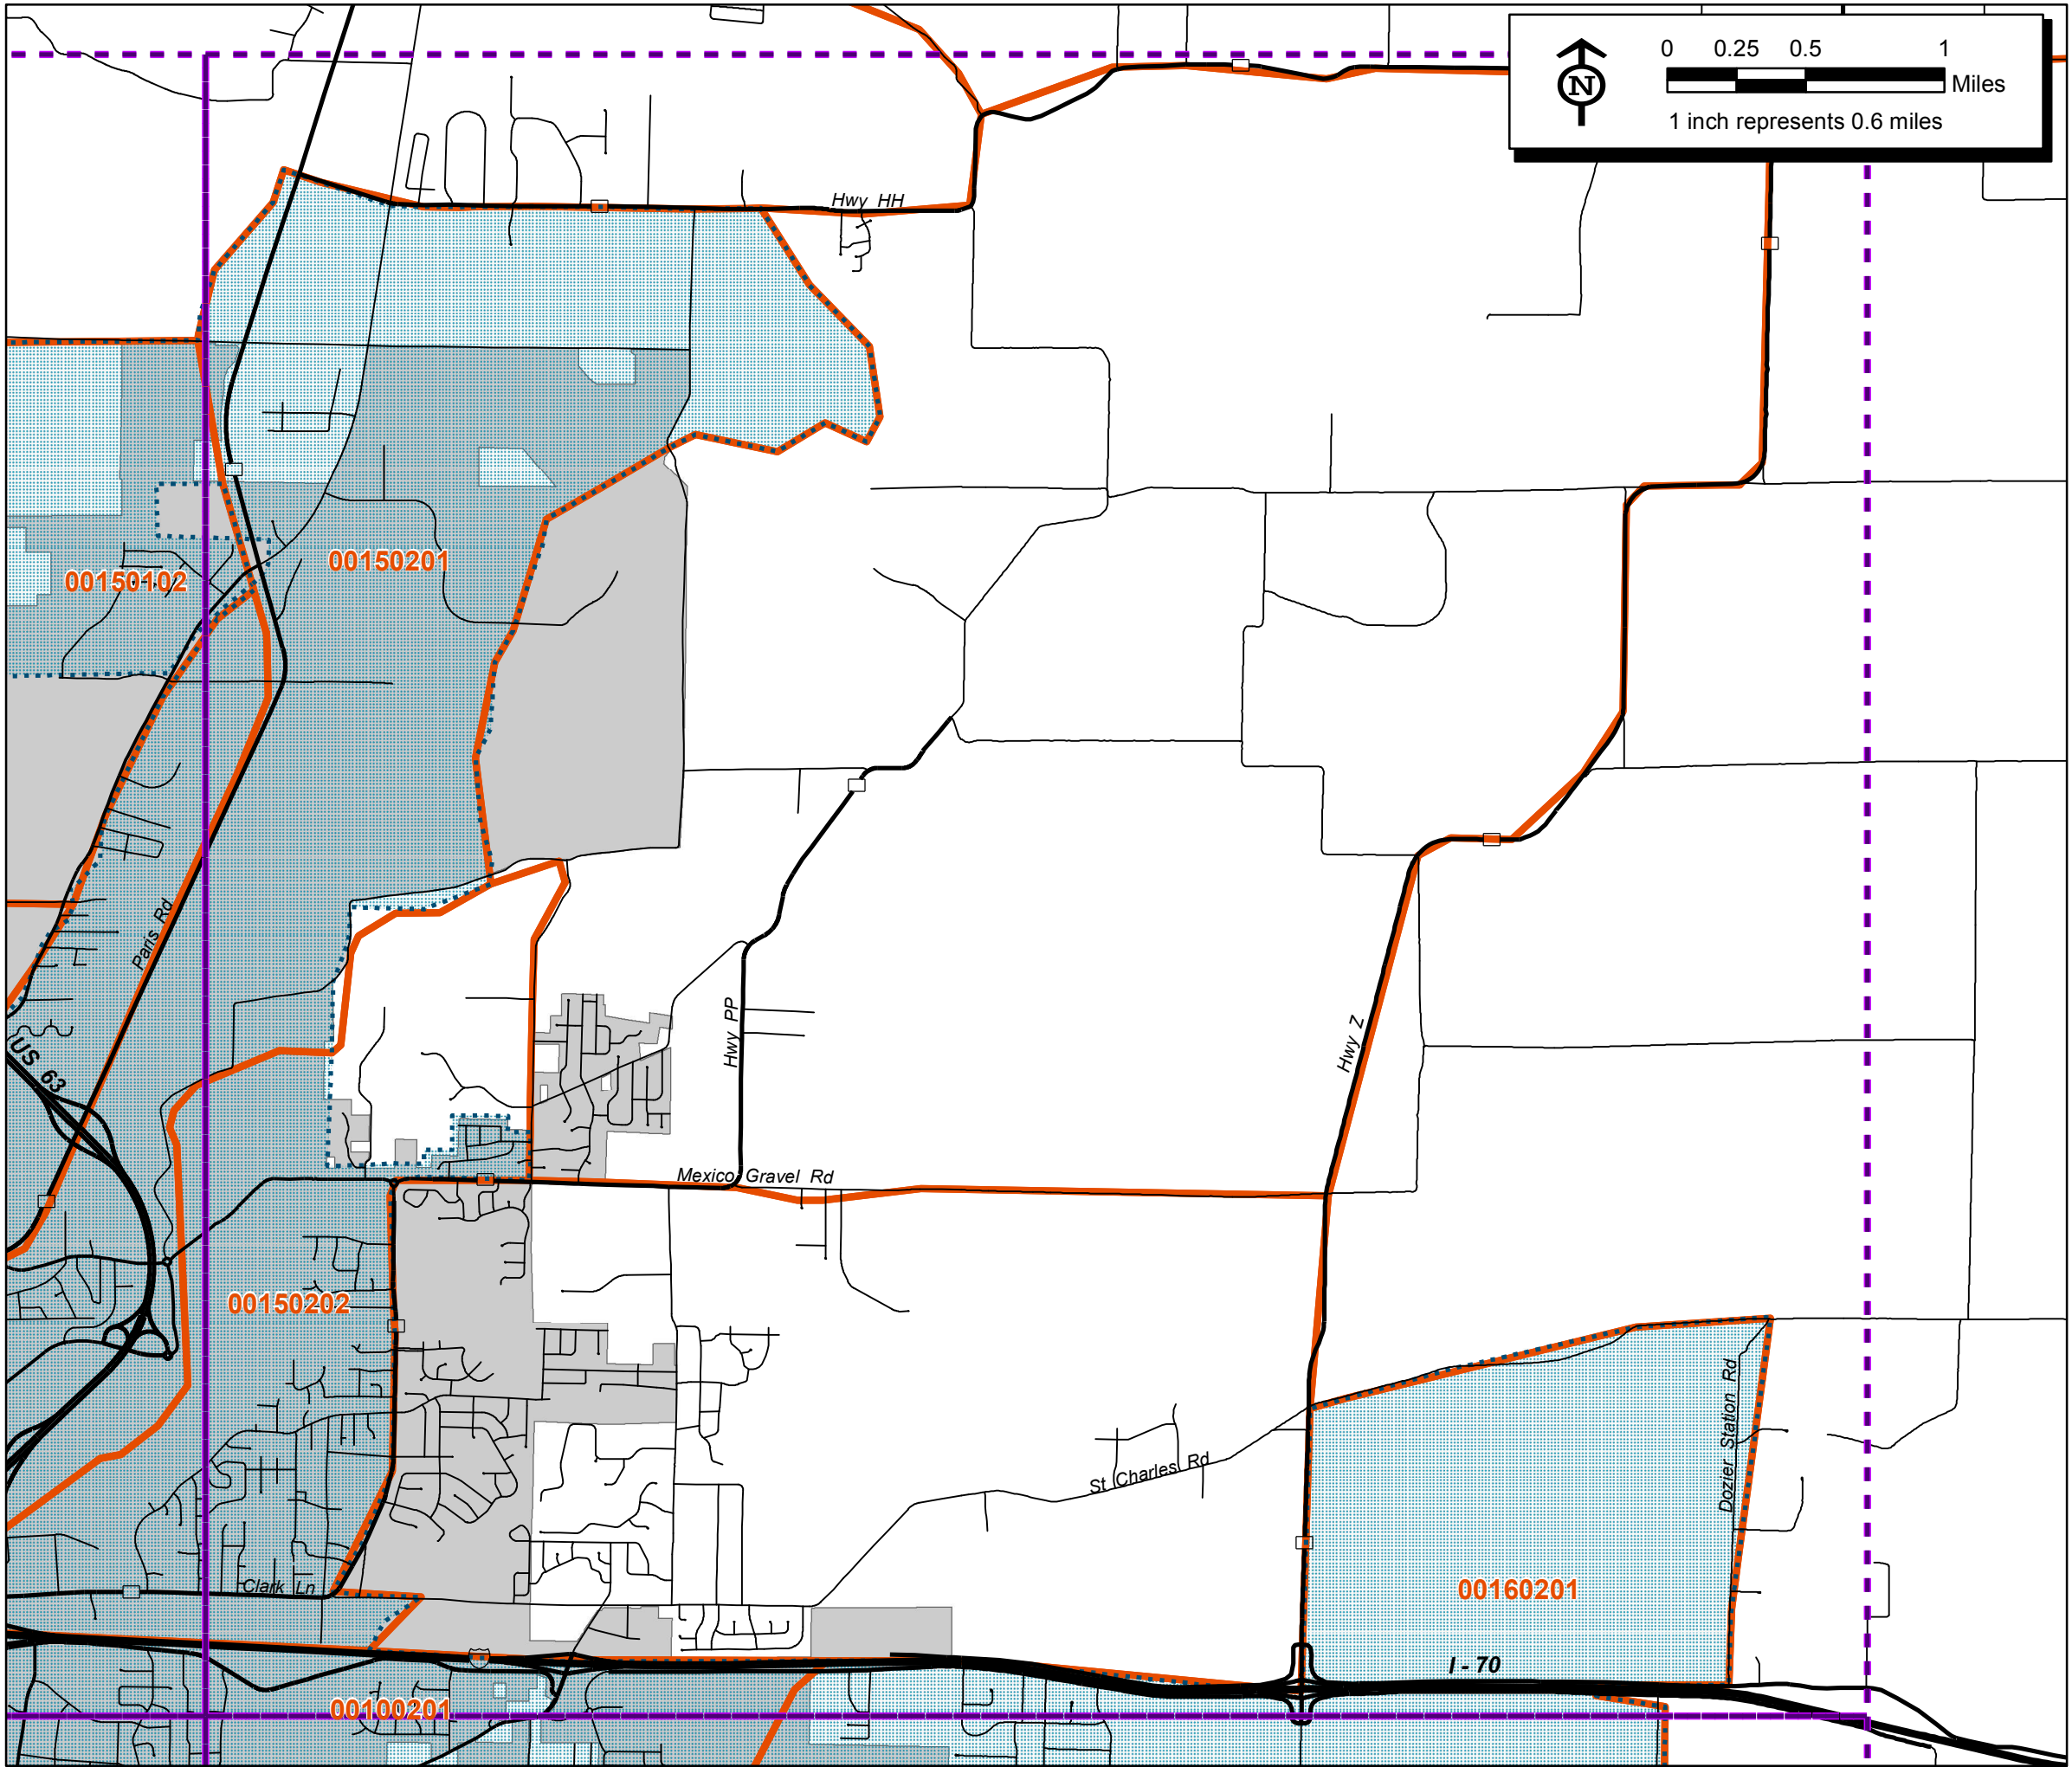 0 0.25 0.5 1
Miles
N
1 inch represents 0.6 miles
Hwy HH
00150201
00150102
Paris Rd
US 63
Hwy PP
Hwy Z
Mexico Gravel Rd
00150202
Dozier Station Rd
St Charles Rd
Clark Ln
00160201
I - 70
00100201